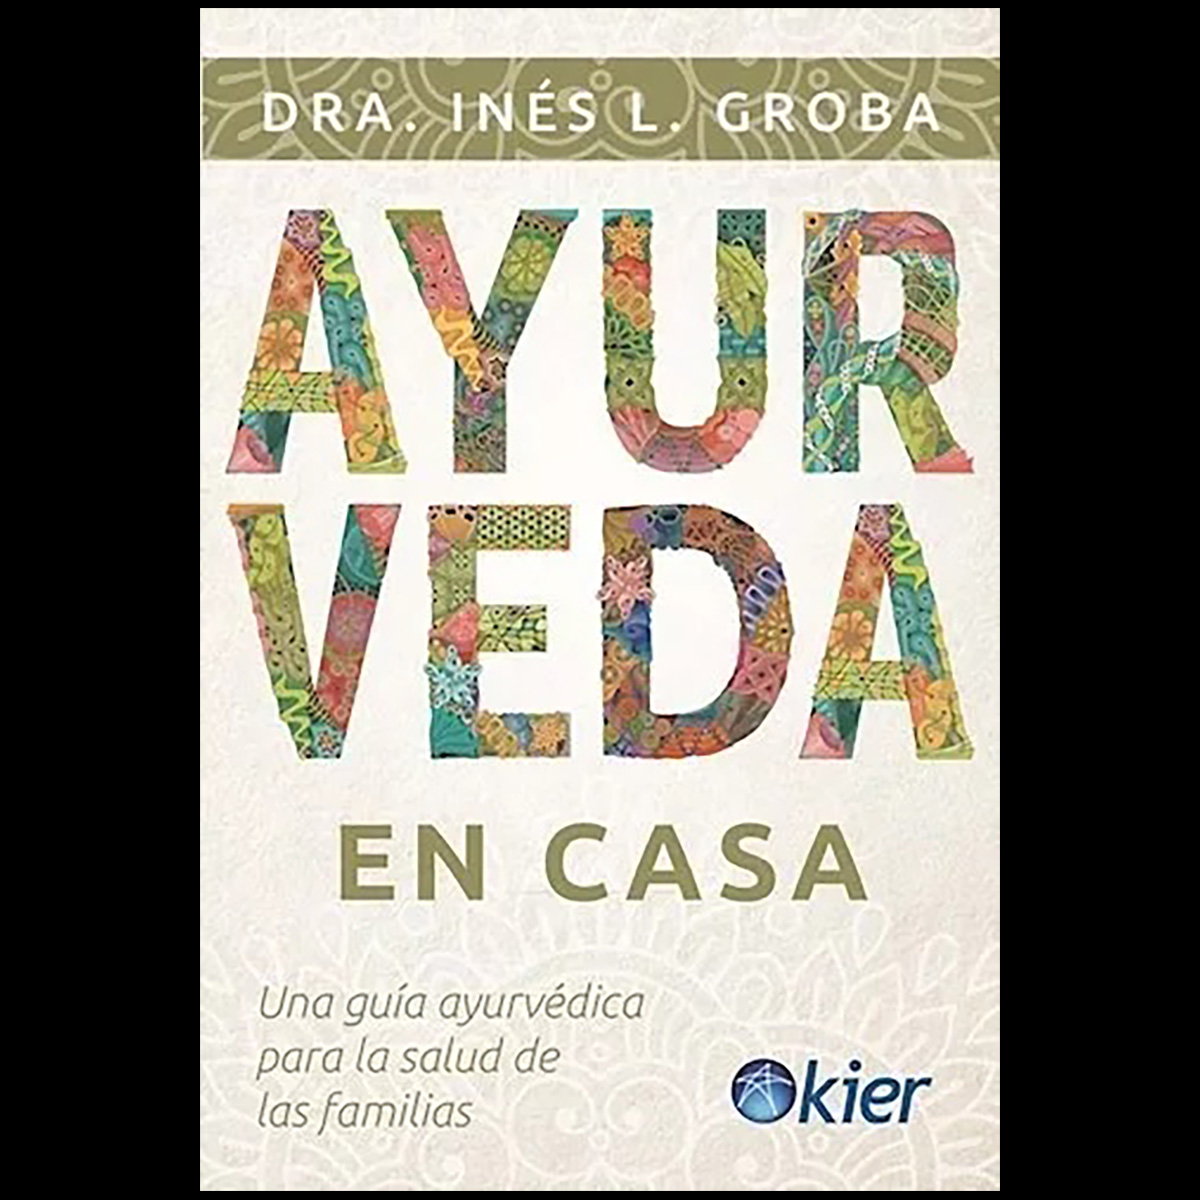 DRA. INÉS L. GROBA
AYUR
VEDA
EN CASA
Una guía ayurvédica
para la salud de
las familias
kier